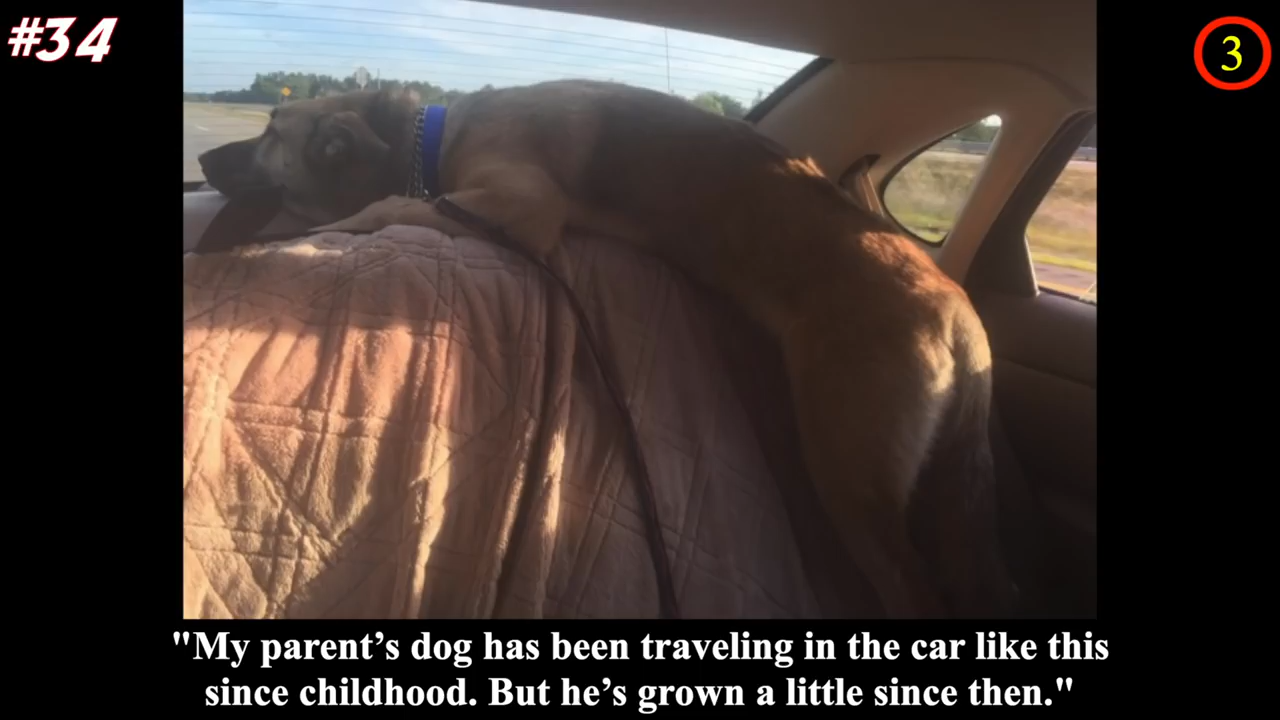 #34
3
"My parent’s dog has been traveling in the car like this
since childhood. But he’s grown a little since then."